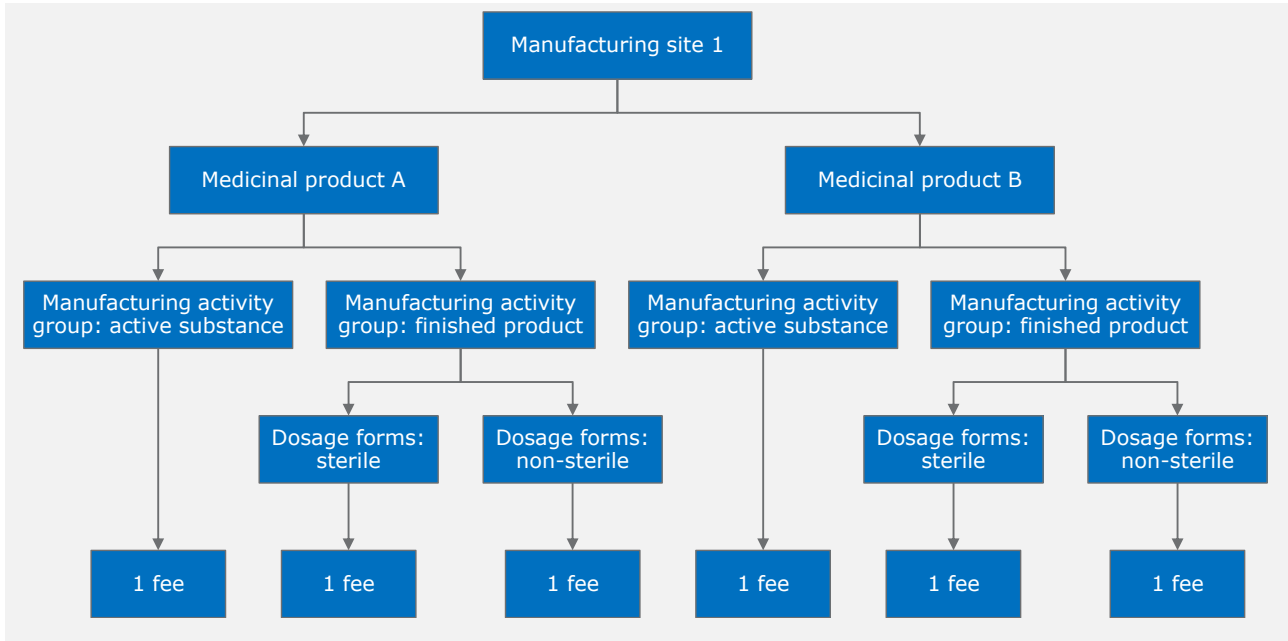 Manufacturing site 1
Medicinal product A
Medicinal product B
Manufacturing activity
group: active substance
Manufacturing activity
group: finished product
Manufacturing activity
group: active substance
Manufacturing activity
group: finished product
Dosage forms:
sterile
Dosage forms:
non-sterile
Dosage forms:
sterile
Dosage forms:
non-sterile
1 fee
1 fee
1 fee
1 fee
1 fee
1 fee